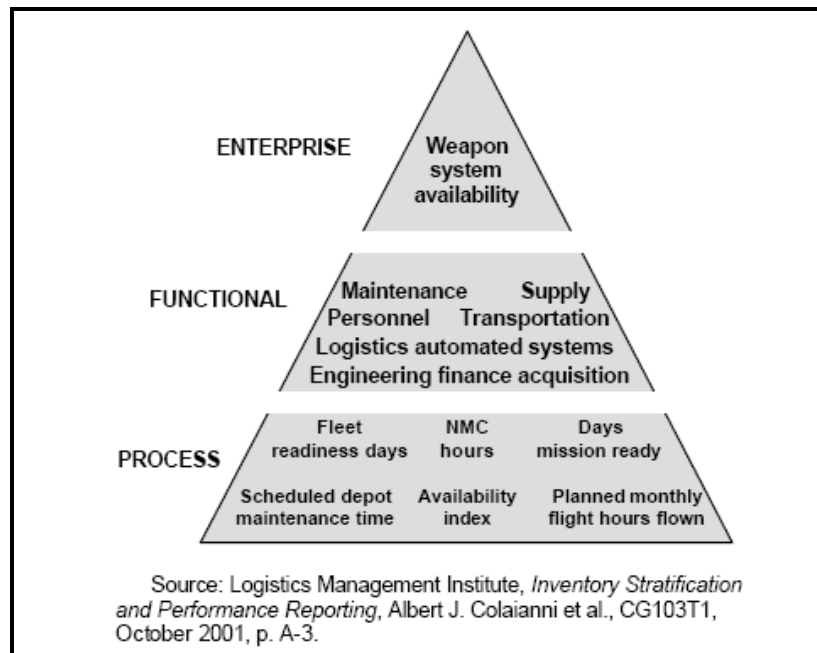 ENTERPRISE
Weapon
system
availability
FUNCTIONAL
Maintenance Supply
Personnel Transportation
Logistics automated systems
Engineering finance acquisition
PROCESS
Fleet
readiness days
NMC
hours
Days
mission ready
Scheduled depot
maintenance time
Availability
index
Planned monthly
flight hours flown
Source: Logistics Management Institute, Inventory Stratification
and Performance Reporting, Albert J. Colaianni et al., CG103T1,
October 2001, p. A-3.